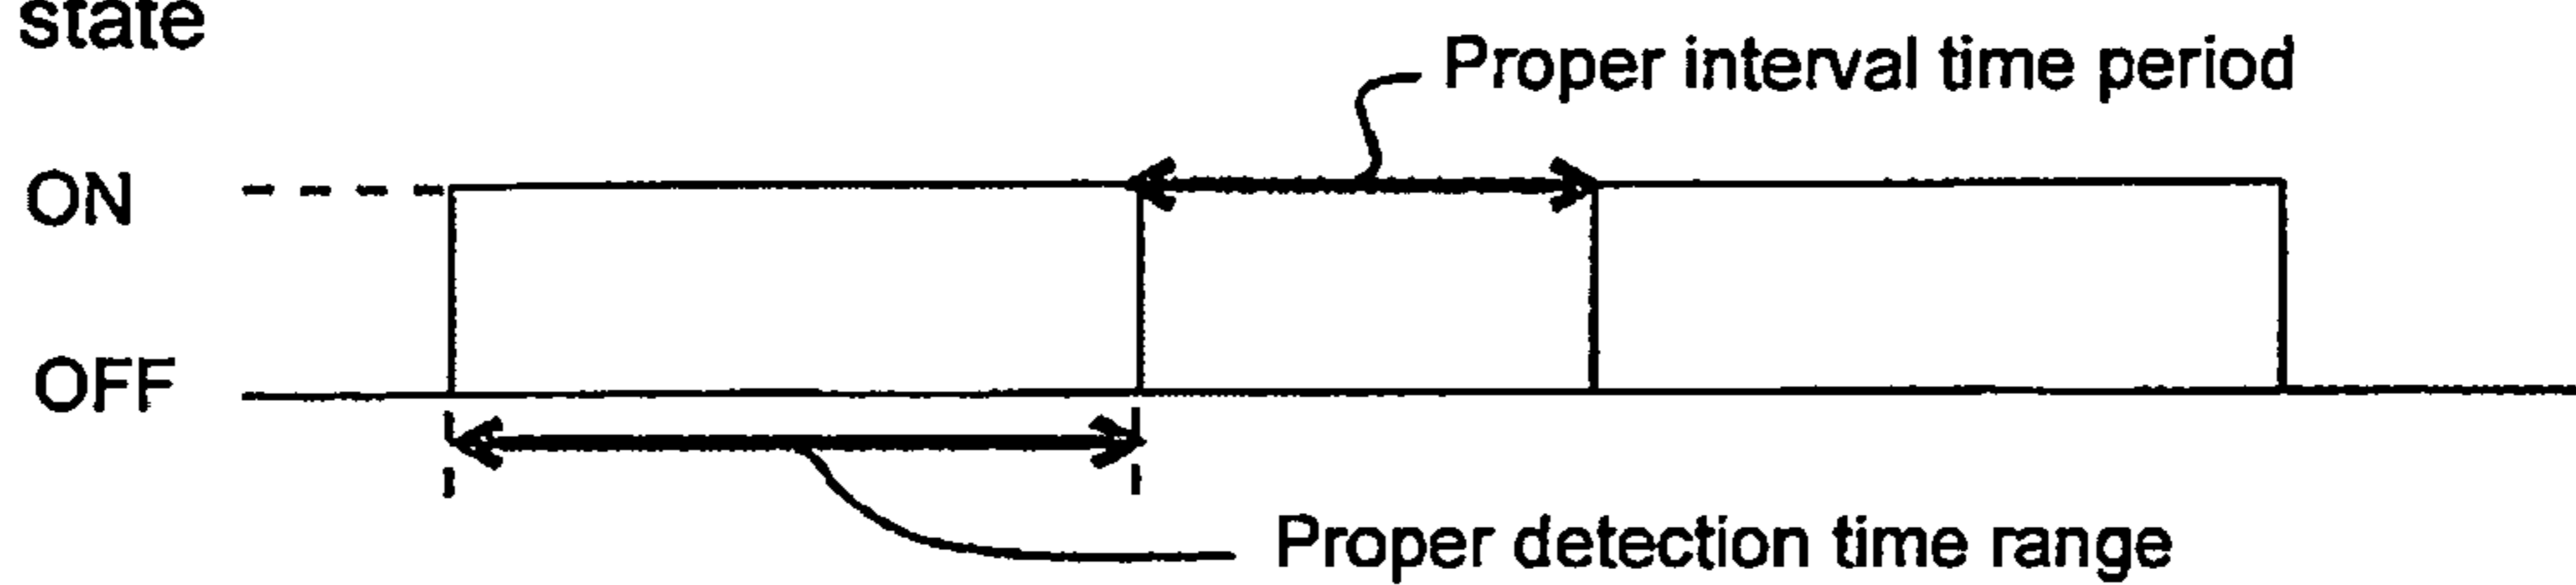 state
Proper interval time period
ON
OFF
Proper detection time range